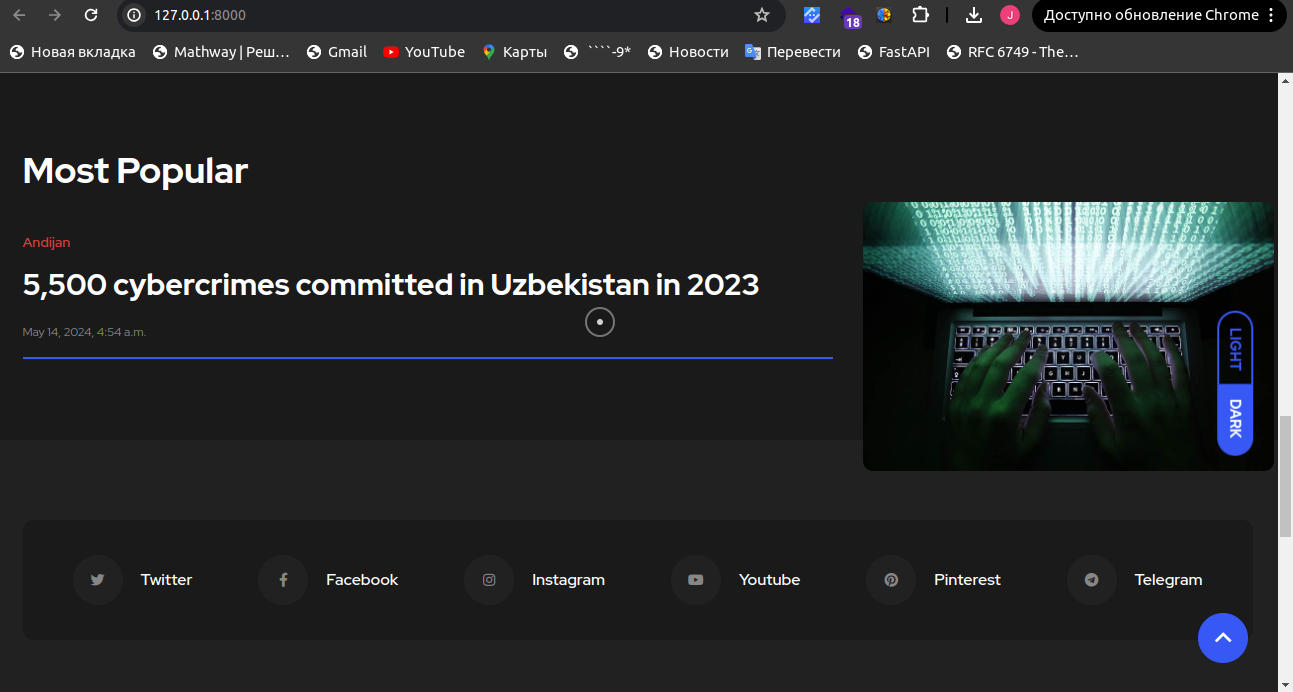 127.0.0.1:8000
18
J
Доступно обновление Chrome
Новая вкладка
Mathway | Реш...
Gmail
YouTube
Карты
````-9*
Новости
Перевести
FastAPI
RFC 6749 - The...
Most Popular
Andijan
5,500 cybercrimes committed in Uzbekistan in 2023
May 14, 2024, 4:54 a.m.
LIGHT
DARK
Twitter
Facebook
Instagram
Youtube
Pinterest
Telegram